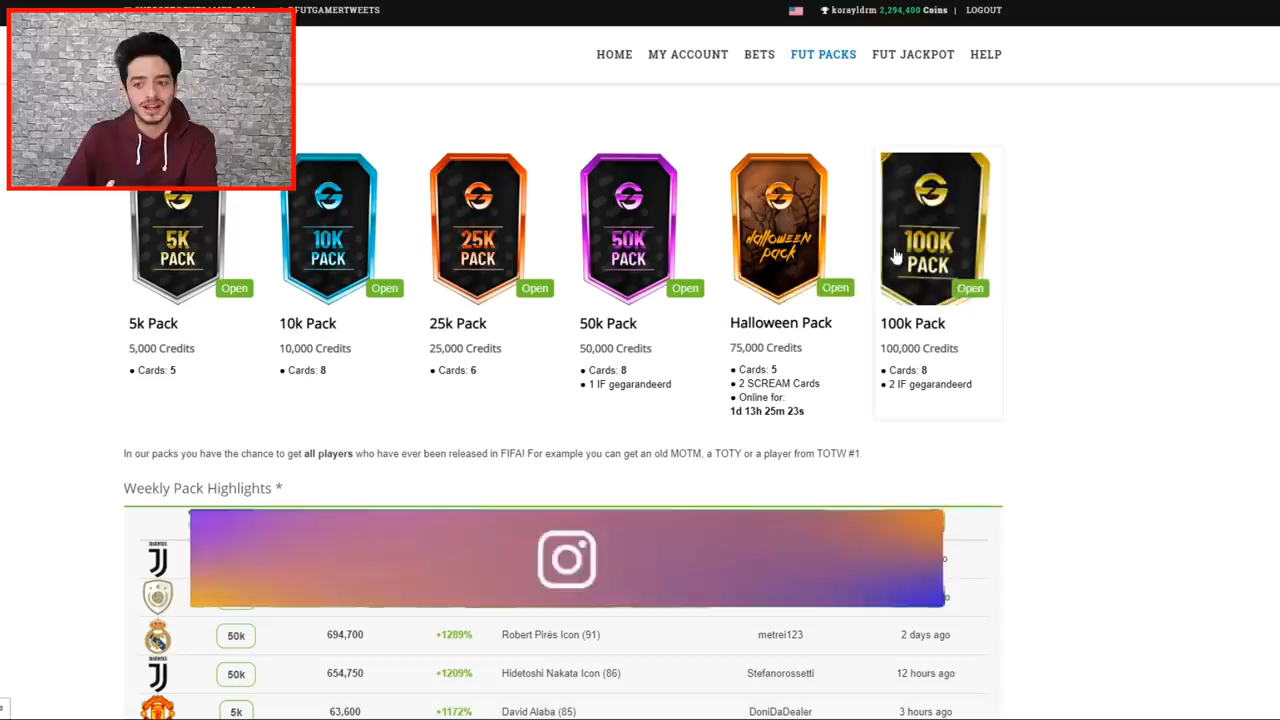 FUTGAMERTWEETS
korayldrm 2,294,400 Coins | LOGOUT
HOME MY ACCOUNT BETS FUT PACKS FUT JACKPOT HELP
5K PACK
10K PACK
25K PACK
50K PACK
Halloween pack
100K PACK
Open Open Open Open Open Open
5k Pack 10k Pack 25k Pack 50k Pack Halloween Pack 100k Pack
5,000 Credits 10,000 Credits 25,000 Credits 50,000 Credits 75,000 Credits 100,000 Credits
● Cards: 5 ● Cards: 8 ● Cards: 6 ● Cards: 8 ● Cards: 5 ● Cards: 8
● 1 IF gegarandeerd ● 2 SCREAM Cards ● 2 IF gegarandeerd
● Online for:
1d 13h 25m 23s
In our packs you have the chance to get all players who have ever been released in FIFA! For example you can get an old MOTM, a TOTY or a player from TOTW #1.
Weekly Pack Highlights *
50k 694,700 +1289% Robert Pirès Icon (91) metrei123 2 days ago
50k 654,750 +1209% Hidetoshi Nakata Icon (86) Stefanorossetti 12 hours ago
5k 63,600 +1172% David Alaba (85) DoniDaDealer 3 hours ago